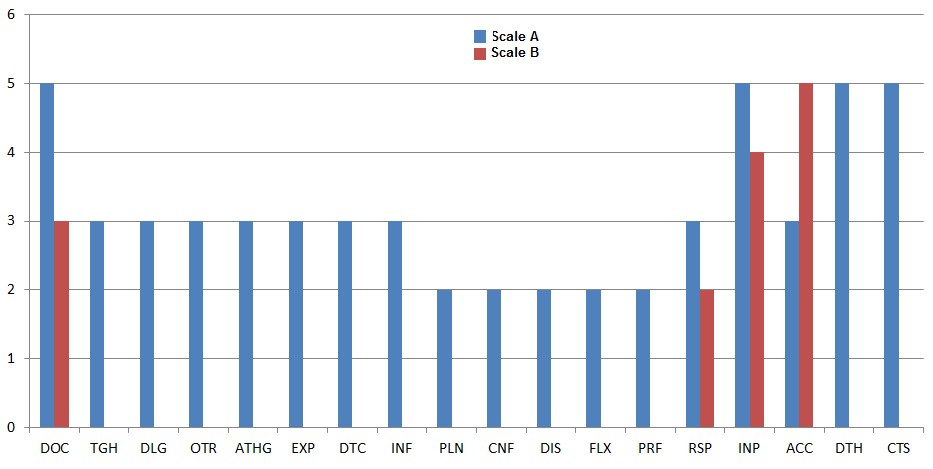 6
Scale A
Scale B
5
4
3
2
1
0
DOC TGH DLG OTR ATHG EXP DTC INF PLN CNF DIS FLX PRF RSP INP ACC DTH CTS